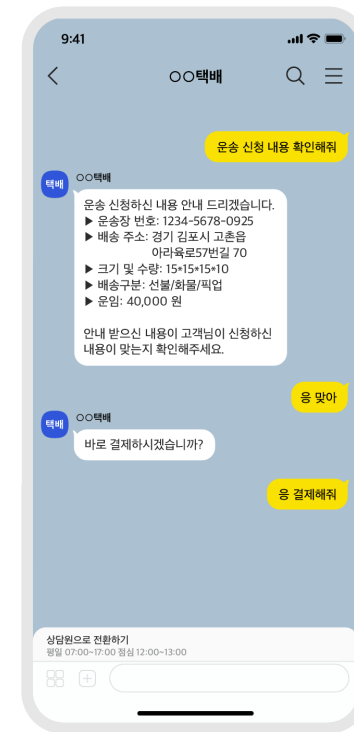 9:41
○○택배
운송 신청 내용 확인해줘
택배
○○택배
운송 신청하신 내용 안내 드리겠습니다.
▶ 운송장 번호: 1234-5678-0925
▶ 배송 주소: 경기 김포시 고촌읍
아라육로57번길 70
▶ 크기 및 수량: 15*15*15*10
▶ 배송구분: 선불/화물/픽업
▶ 운임: 40,000 원
안내 받으신 내용이 고객님이 신청하신
내용이 맞는지 확인해주세요.
응 맞아
택배
○○택배
바로 결제하시겠습니까?
응 결제해줘
상담원으로 전환하기
평일 07:00~17:00 점심 12:00~13:00